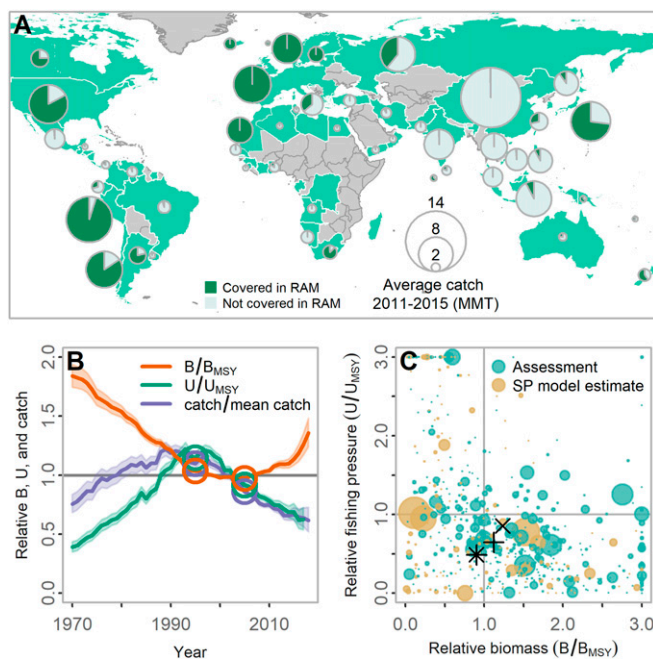 A
14
8
2
Covered in RAM
Not covered in RAM
Average catch
2011-2015 (MMT)
B
B/BMSY
U/UMSY
catch/mean catch
Relative B, U, and catch
2.0
1.5
1.0
0.5
0.0
1970
1990
2010
Year
C
Assessment
SP model estimate
Relative fishing pressure (U/UMSY)
3.0
2.0
1.0
0.0
0.0
1.0
2.0
3.0
Relative biomass (B/BMSY)